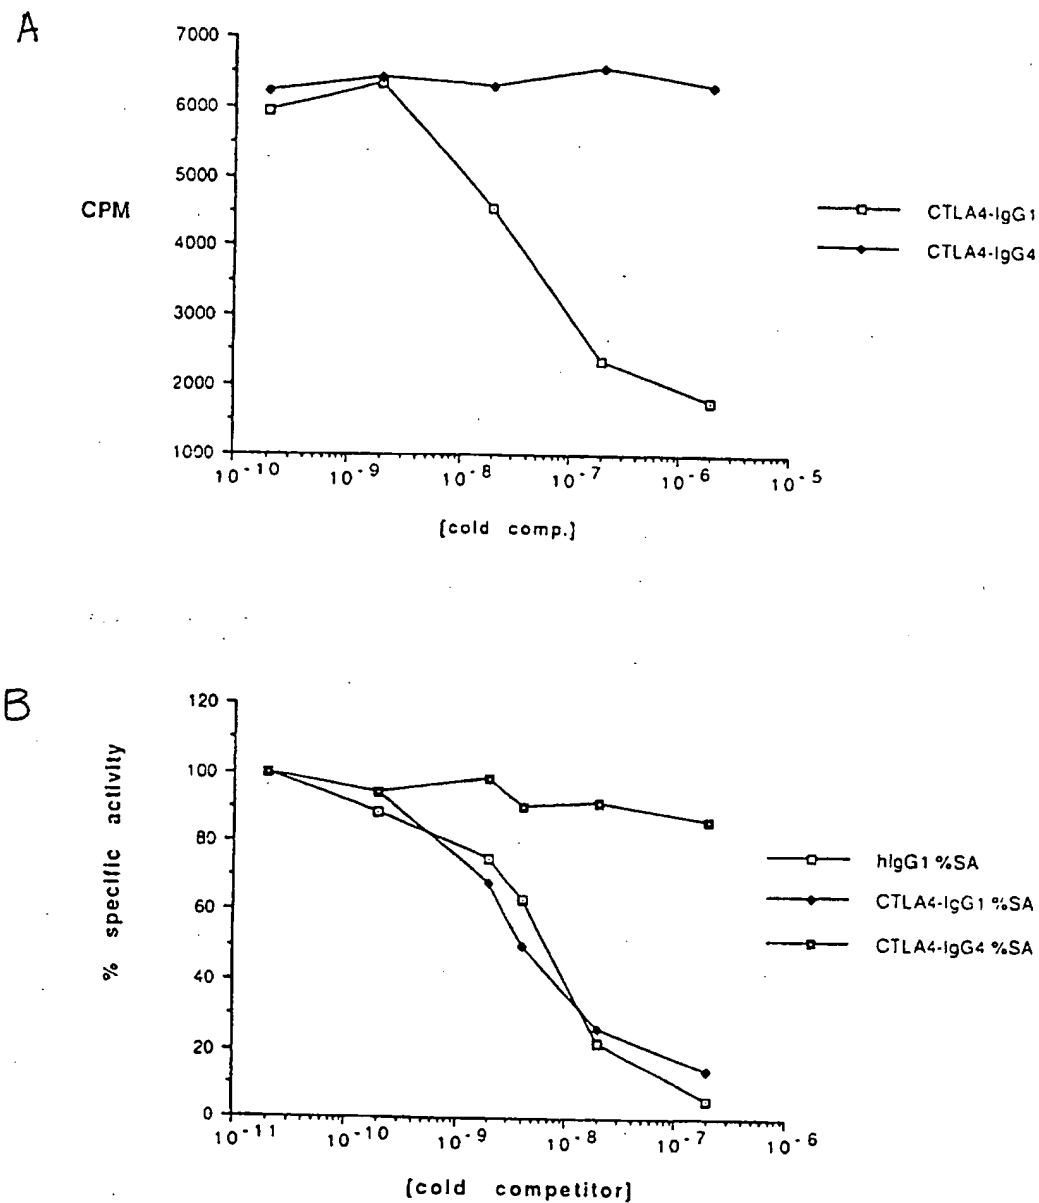 A
7000
6000
5000
CPM
4000
3000
2000
1000
10-10 10-9 10-8 10-7 10-6 10-5
[cold comp.]
CTLA4-IgG1
CTLA4-IgG4
B
120
100
80
60
40
20
0
% specific activity
10-11 10-10 10-9 10-8 10-7 10-6
[cold competitor]
hIgG1 %SA
CTLA4-IgG1 %SA
CTLA4-IgG4 %SA